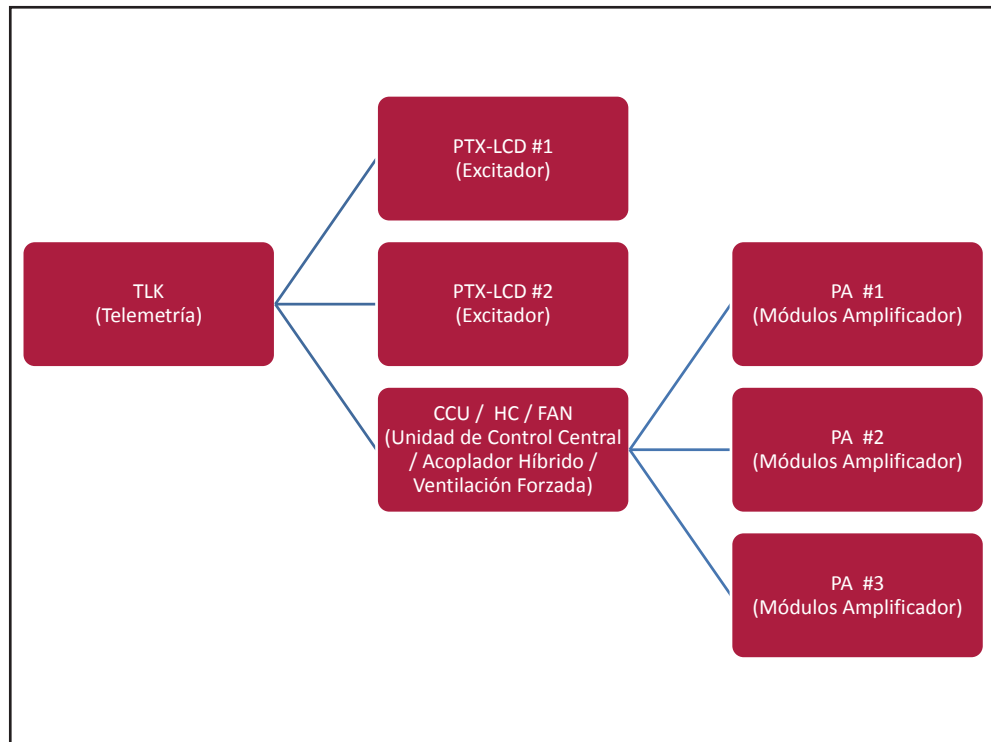 TLK
(Telemetría)
PTX-LCD #1
(Excitador)
PTX-LCD #2
(Excitador)
CCU / HC / FAN
(Unidad de Control Central
/ Acoplador Híbrido /
Ventilación Forzada)
PA #1
(Módulos Amplificador)
PA #2
(Módulos Amplificador)
PA #3
(Módulos Amplificador)